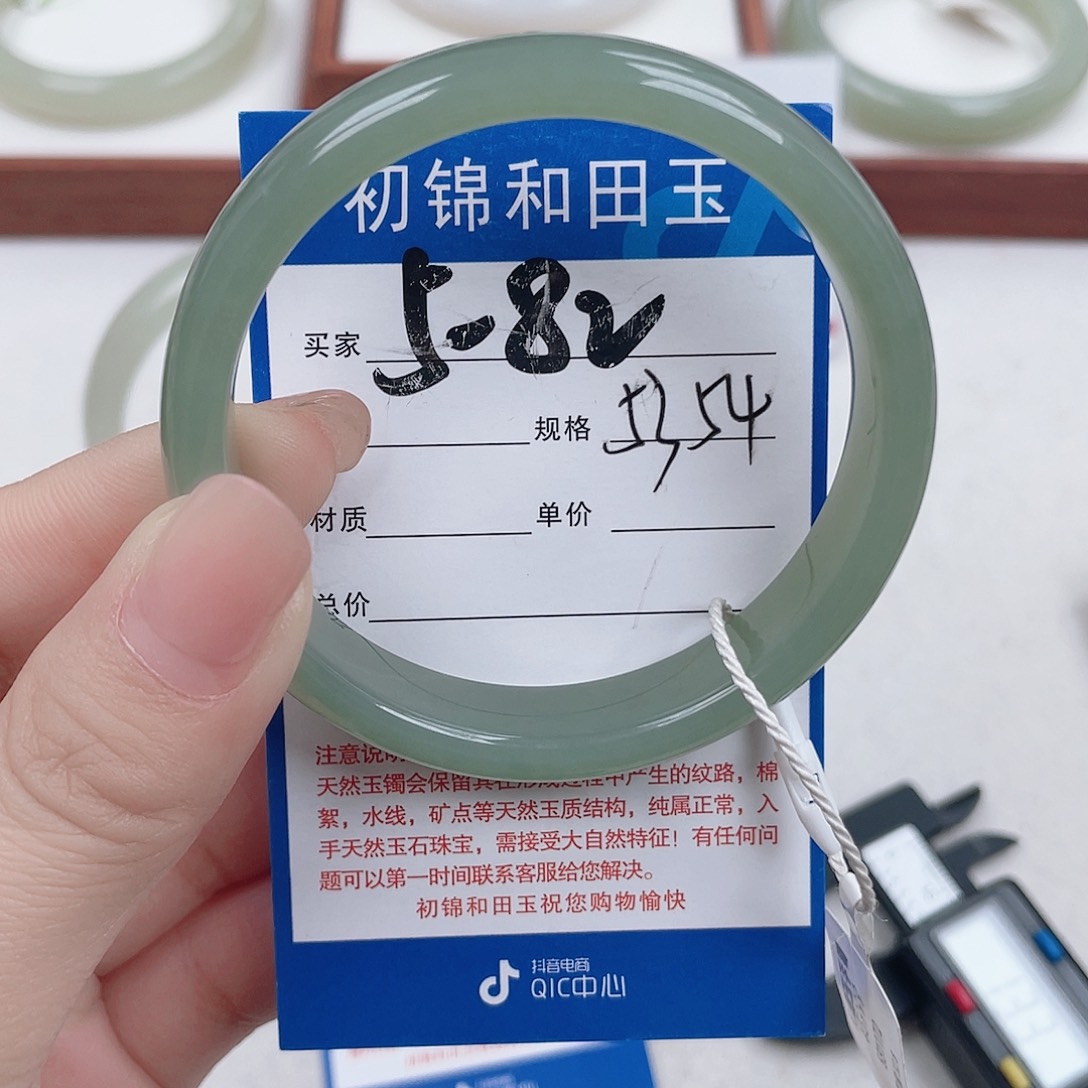 初锦和田玉
买家 5-82
规格 53,54
材质 单价
总价
注意说明
天然玉镯会保留其在形成过程中产生的纹路，棉
絮，水线，矿点等天然玉质结构，纯属正常，入
手天然玉石珠宝，需接受大自然特征！有任何问
题可以第一时间联系客服给您解决。
初锦和田玉祝您购物愉快
抖音电商
QIC中心